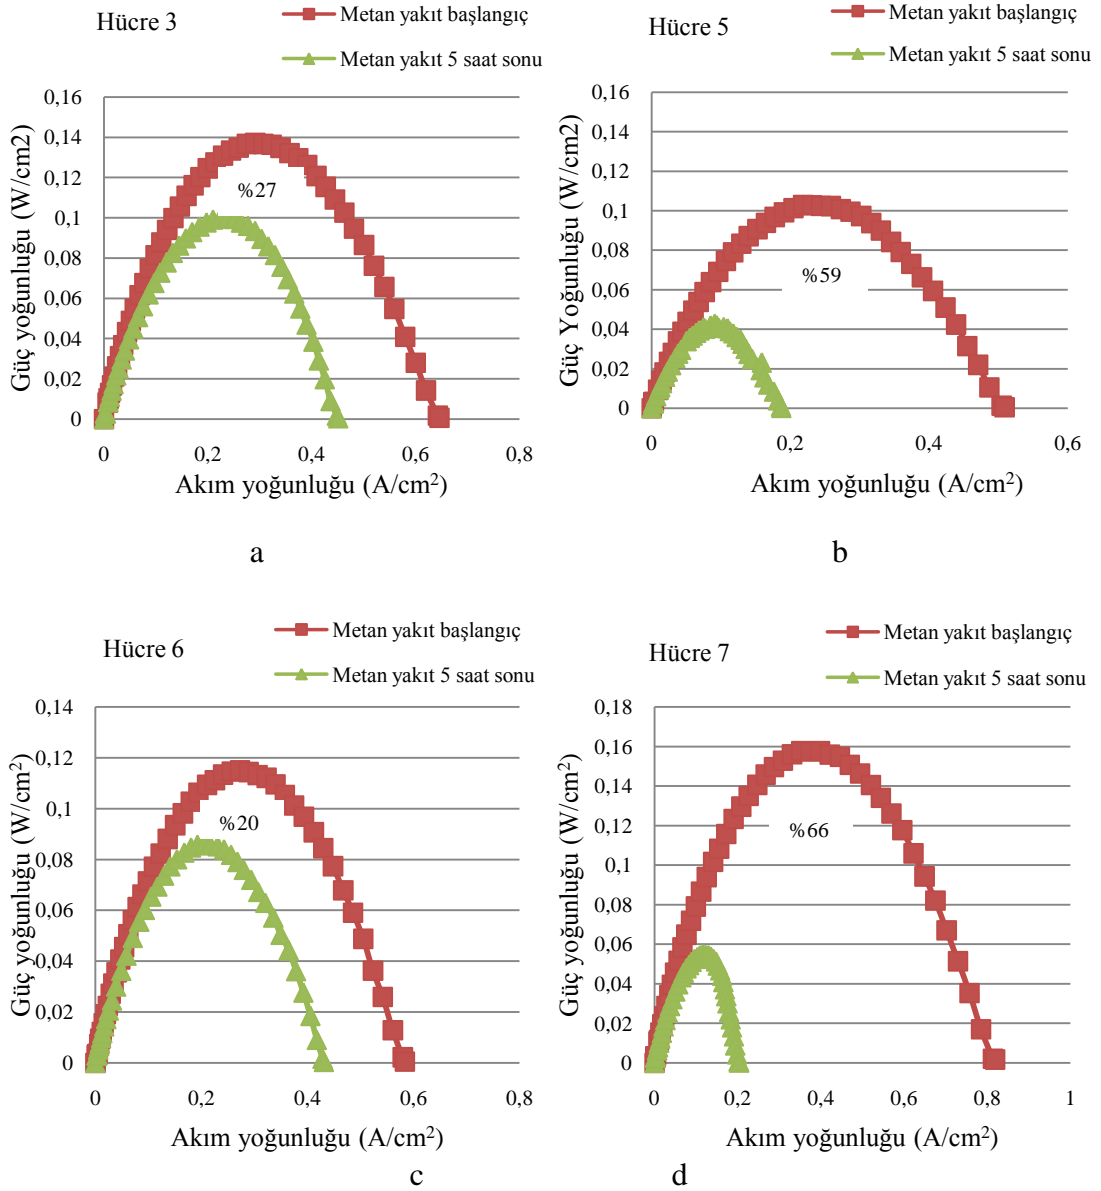 Hücre 3
Metan yakıt başlangıç
Metan yakıt 5 saat sonu
0,16
0,14
0,12
0,1
0,08
0,06
0,04
0,02
0
Güç yoğunluğu (W/cm2)
%27
0
0,2
0,4
0,6
0,8
Akım yoğunluğu (A/cm²)
a
Hücre 5
Metan yakıt başlangıç
Metan yakıt 5 saat sonu
0,16
0,14
0,12
0,1
0,08
0,06
0,04
0,02
0
Güç Yoğunluğu (W/cm2)
%59
0
0,2
0,4
0,6
Akım yoğunluğu (A/cm²)
b
Hücre 6
Metan yakıt başlangıç
Metan yakıt 5 saat sonu
0,14
0,12
0,1
0,08
0,06
0,04
0,02
0
Güç yoğunluğu (W/cm²)
%20
0
0,2
0,4
0,6
0,8
Akım yoğunluğu (A/cm²)
c
Hücre 7
Metan yakıt başlangıç
Metan yakıt 5 saat sonu
0,18
0,16
0,14
0,12
0,1
0,08
0,06
0,04
0,02
0
Güç yoğunluğu (W/cm²)
%66
0
0,2
0,4
0,6
0,8
1
Akım yoğunluğu (A/cm²)
d